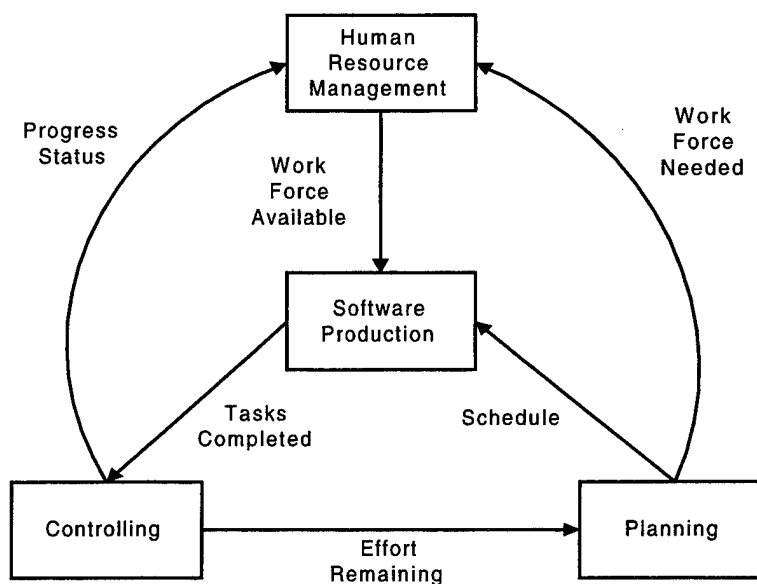 Human
Resource
Management
Progress
Status
Work
Force
Needed
Work
Force
Available
Software
Production
Tasks
Completed
Schedule
Controlling
Planning
Effort
Remaining